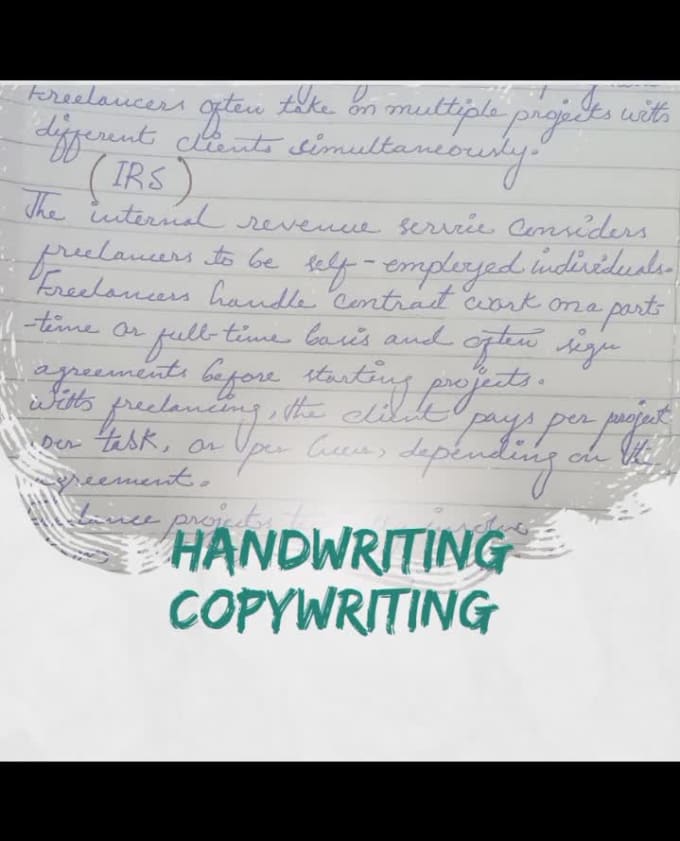 Freelancers often take on multiple projects with
different clients simultaneously.
(IRS)
The internal revenue service considers
freelancers to be self-employed individuals.
Freelancers handle contract work on a part-
-time or full-time basis and often sign
agreements before starting projects.
With freelancing, the client pays per project
per task, or per hour, depending on the
agreement.
projects involve
HANDWRITING
COPYWRITING